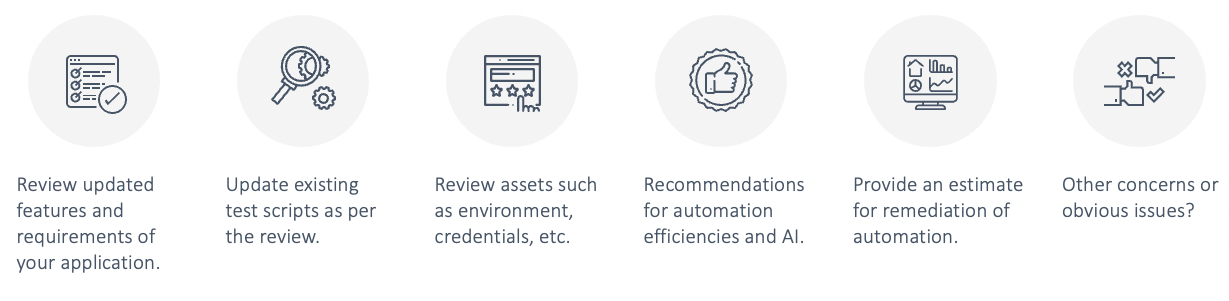 Review updated
features and
requirements of
your application.
Update existing
test scripts as per
the review.
Review assets such
as environment,
credentials, etc.
Recommendations
for automation
efficiencies and AI.
Provide an estimate
for remediation of
automation.
Other concerns or
obvious issues?